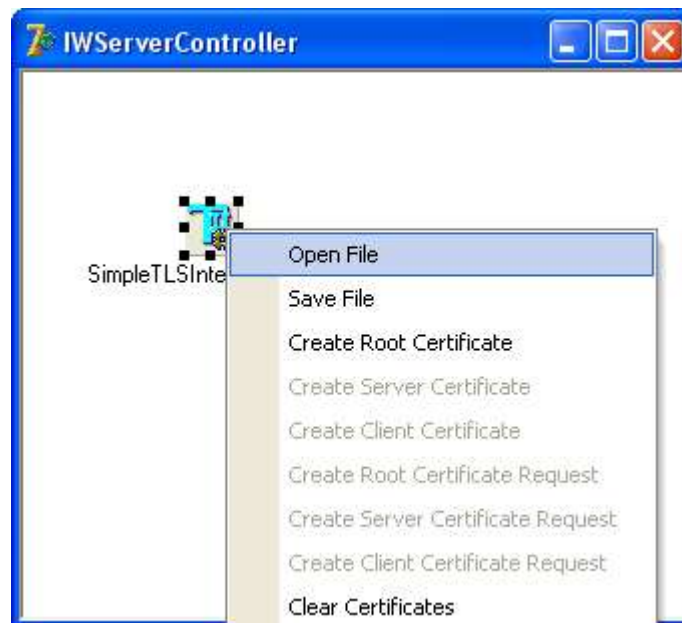 IWServerController
SimpleTLSInte
Open File
Save File
Create Root Certificate
Create Server Certificate
Create Client Certificate
Create Root Certificate Request
Create Server Certificate Request
Create Client Certificate Request
Clear Certificates